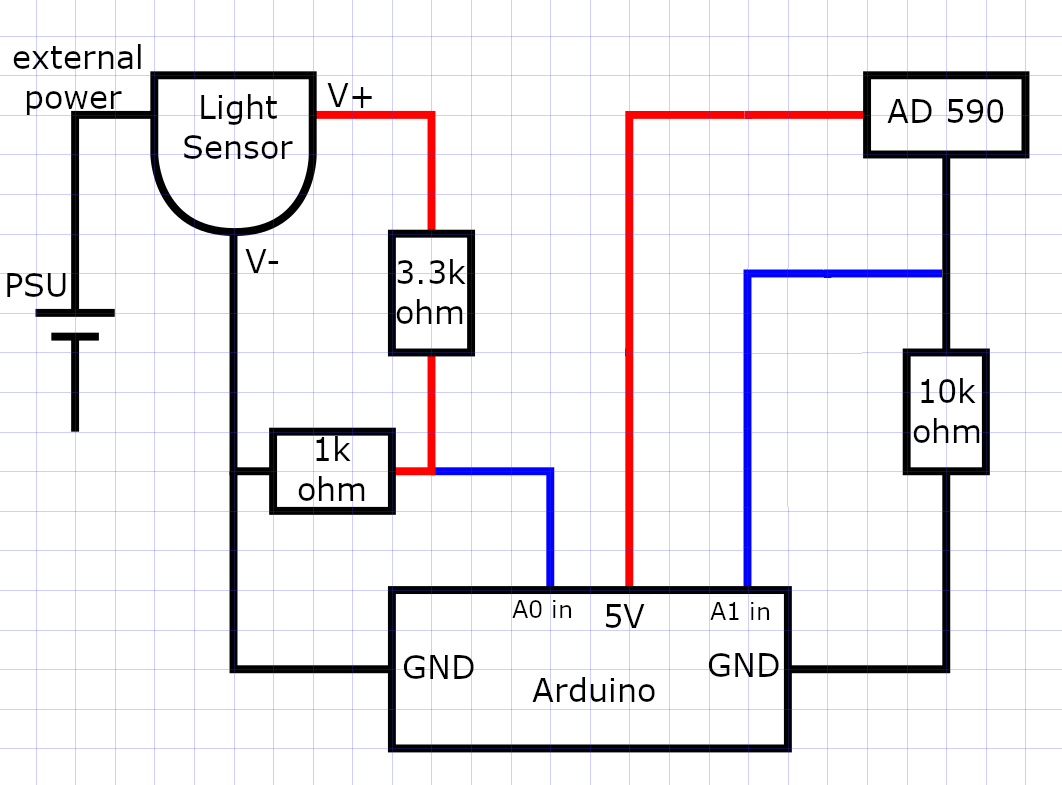 external
power
Light
Sensor
V+
AD 590
V-
PSU
3.3k
ohm
10k
ohm
1k
ohm
A0 in
5V
A1 in
GND
GND
Arduino